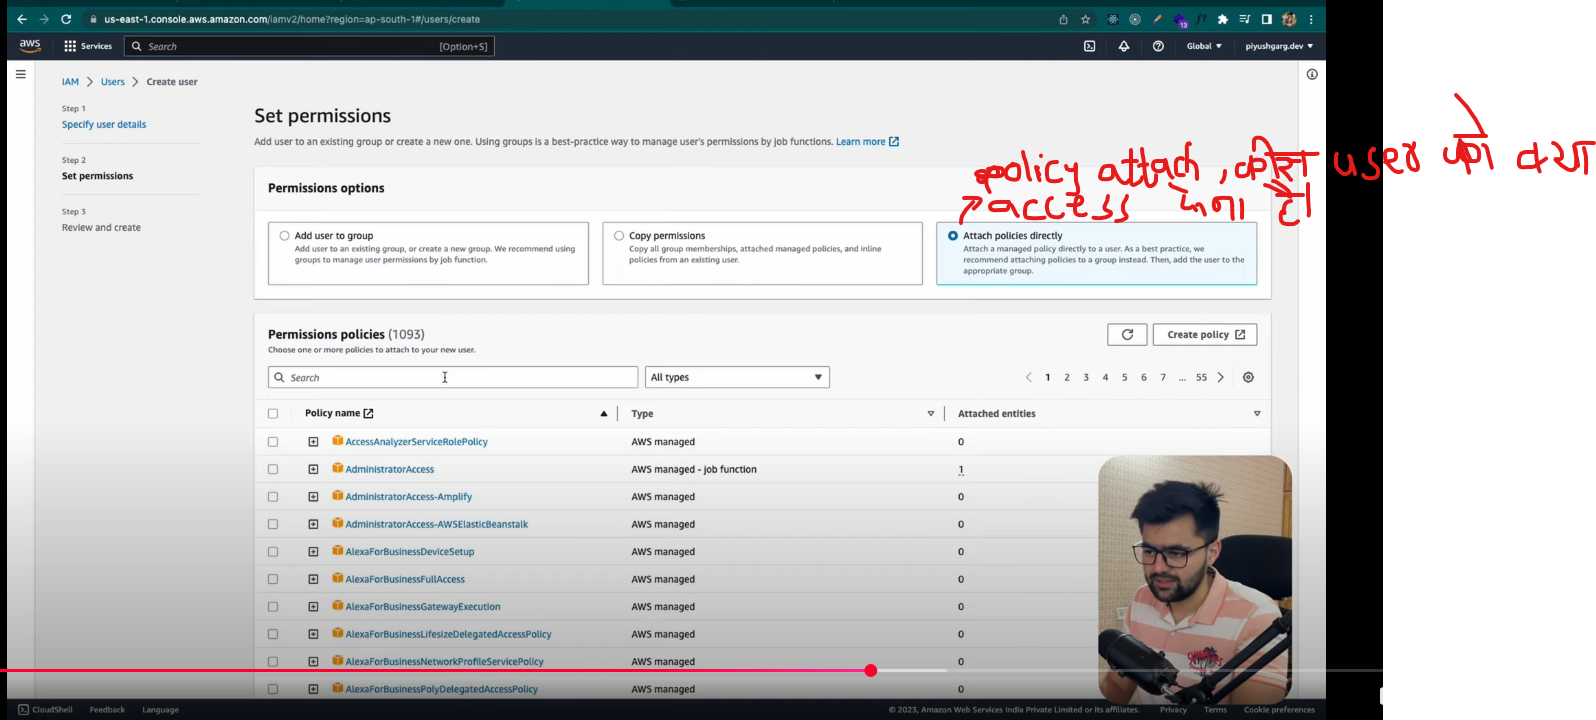 us-east-1.console.aws.amazon.com/iamv2/home?region=ap-south-1#/users/create
13
aws
Services
Search
[Option+S]
Global
piyushgarg.dev
IAM
Users
Create user
Step 1
Specify user details
Step 2
Set permissions
Step 3
Review and create
Set permissions
Add user to an existing group or create a new one. Using groups is a best-practice way to manage user's permissions by job functions. Learn more
policy attach, user का क्या
access
Permissions options
Add user to group
Add user to an existing group, or create a new group. We recommend using
groups to manage user permissions by job function.
Copy permissions
Copy all group memberships, attached managed policies, and inline
policies from an existing user.
Attach policies directly
Attach a managed policy directly to a user. As a best practice, we
recommend attaching policies to a group instead. Then, add the user to the
appropriate group.
Permissions policies (1093)
Choose one or more policies to attach to your new user.
Create policy
Search
All types
1 2 3 4 5 6 7 ... 55
Policy name Type Attached entities
AccessAnalyzerServiceRolePolicy AWS managed 0
AdministratorAccess AWS managed - job function 1
AdministratorAccess-Amplify AWS managed 0
AdministratorAccess-AWSElasticBeanstalk AWS managed 0
AlexaForBusinessDeviceSetup AWS managed 0
AlexaForBusinessFullAccess AWS managed 0
AlexaForBusinessGatewayExecution AWS managed 0
AlexaForBusinessLifesizeDelegatedAccessPolicy AWS managed 0
AlexaForBusinessNetworkProfileServicePolicy AWS managed 0
AlexaForBusinessPolyDelegatedAccessPolicy AWS managed 0
CloudShell
Feedback
Language
© 2023, Amazon Web Services India Private Limited or its affiliates.
Privacy
Terms
Cookie preferences